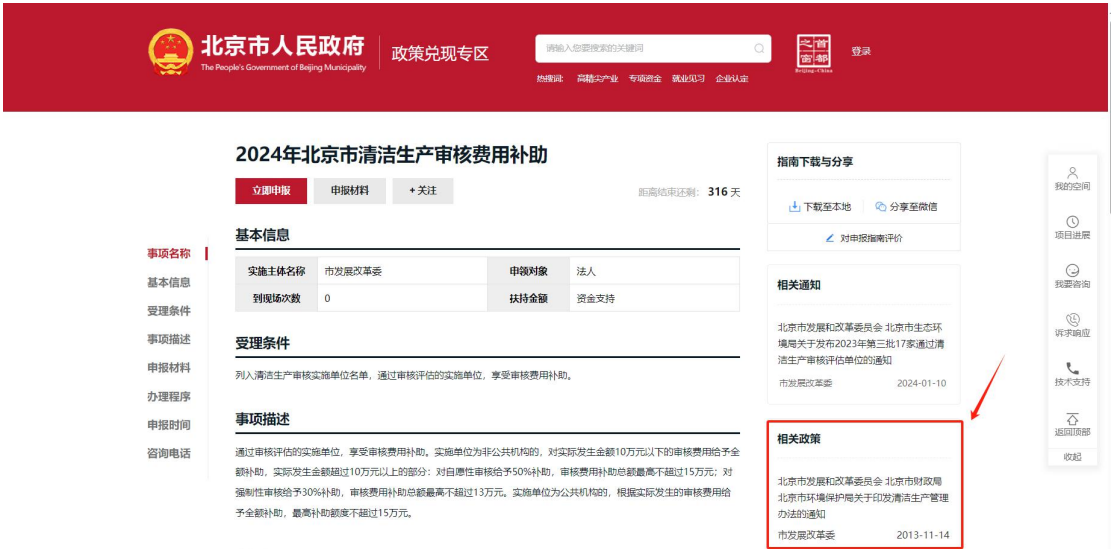 北京市人民政府
The People's Government of Beijing Municipality
政策兑现专区
请输入您要搜索的关键词
热搜词: 高精尖产业 专项资金 就业见习 企业认定
首都之窗
Beijing-China
登录
2024年北京市清洁生产审核费用补助
立即申报 申报材料 +关注
距离结束还剩： 316 天
事项名称
基本信息
受理条件
事项描述
申报材料
办理程序
申报时间
咨询电话
基本信息
实施主体名称 市发展改革委 申领对象 法人
到现场次数 0 扶持金额 资金支持
受理条件
列入清洁生产审核实施单位名单，通过审核评估的实施单位，享受审核费用补助。
事项描述
通过审核评估的实施单位，享受审核费用补助。实施单位为非公共机构的，对实际发生金额10万元以下的审核费用给予全
额补助，实际发生金额超过10万元以上的部分：对自愿性审核给予50%补助，审核费用补助总额最高不超过15万元；对
强制性审核给予30%补助，审核费用补助总额最高不超过13万元。实施单位为公共机构的，根据实际发生的审核费用给
予全额补助，最高补助额度不超过15万元。
指南下载与分享
下载至本地 分享至微信
对申报指南评价
相关通知
北京市发展和改革委员会 北京市生态环
境局关于发布2023年第三批17家通过清
洁生产审核评估单位的通知
市发展改革委 2024-01-10
相关政策
北京市发展和改革委员会 北京市财政局
北京市环境保护局关于印发清洁生产管理
办法的通知
市发展改革委 2013-11-14
我的空间
项目进展
我要咨询
诉求响应
技术支持
返回顶部
收起